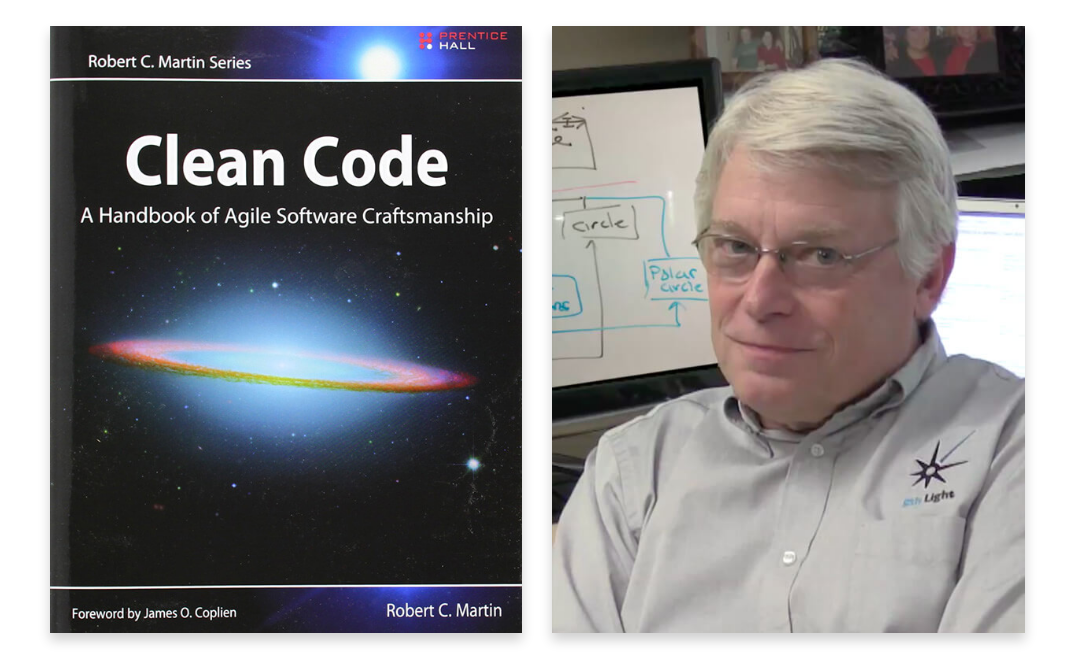 PRENTICE
HALL
Robert C. Martin Series
Clean Code
A Handbook of Agile Software Craftsmanship
Foreword by James O. Coplien
Robert C. Martin
circle
Polar
circle
8th Light